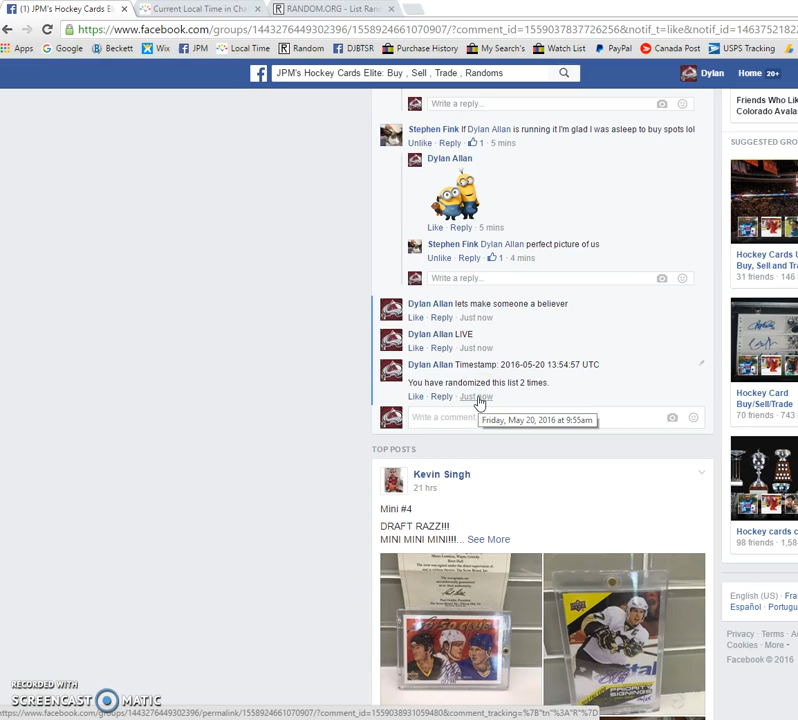 (1) JPM's Hockey Cards E
Current Local Time in Cha
RANDOM.ORG - List Ran
https://www.facebook.com/groups/1443276449302396/1558924661070907/?comment_id=1559037837726256&notif_t=like&notif_id=1463752182
Apps
Google
Beckett
Wix
JPM
Local Time
Random
DJBTSR
Purchase History
My Search's
Watch List
PayPal
Canada Post
USPS Tracking
JPM's Hockey Cards Elite: Buy , Sell , Trade , Randoms
Dylan
Home 20+
Write a reply...
Stephen Fink If Dylan Allan is running it I'm glad I was asleep to buy spots lol
Unlike · Reply · 1 · 5 mins
Dylan Allan
Like · Reply · 5 mins
Stephen Fink Dylan Allan perfect picture of us
Unlike · Reply · 1 · 4 mins
Write a reply...
Dylan Allan lets make someone a believer
Like · Reply · Just now
Dylan Allan LIVE
Like · Reply · Just now
Dylan Allan Timestamp: 2016-05-20 13:54:57 UTC
You have randomized this list 2 times.
Like · Reply · Just now
Write a comment
Friday, May 20, 2016 at 9:55am
TOP POSTS
Kevin Singh
21 hrs
Mini #4
DRAFT RAZZ!!!
MINI MINI MINI!!!... See More
PRIORITY
SIGNINGS
Friends Who Li
Colorado Avala
SUGGESTED GRO
Hockey Cards U
Buy, Sell and Tra
31 friends · 146
Hockey Card
Buy/Sell/Trade
70 friends · 743
Hockey cards c
98 friends · 1,58
English (US) · Fra
Español · Portugu
Privacy · Terms · A
Cookies · More
Facebook © 2016
RECORDED WITH
SCREENCAST MATIC
https://www.facebook.com/groups/1443276449302396/permalink/1558924661070907/?comment_id=1559038931059480&comment_tracking=%7B"tn"%3A"R"%7D